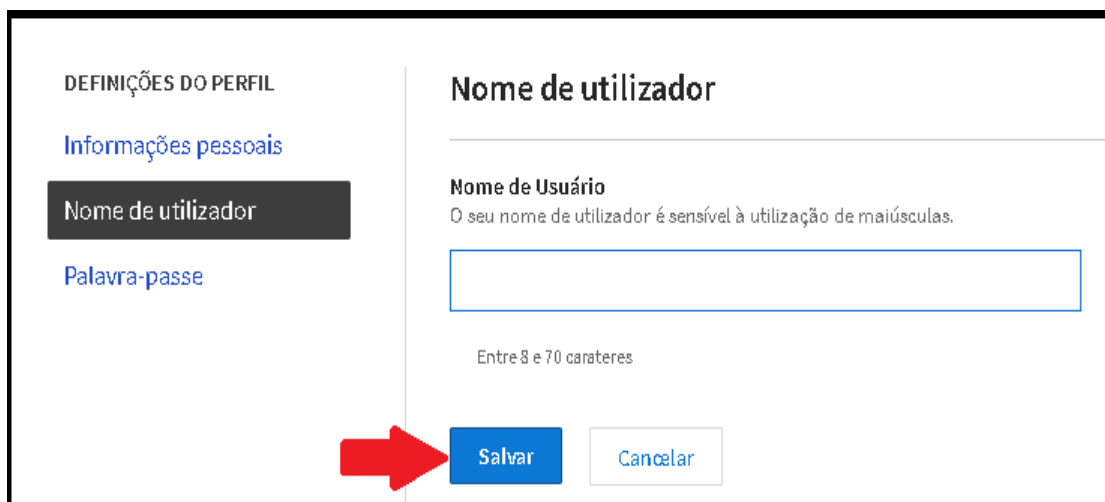 DEFINIÇÕES DO PERFIL
Informações pessoais
Nome de utilizador
Palavra-passe
Nome de utilizador
Nome de Usuário
O seu nome de utilizador é sensível à utilização de maiúsculas.
Entre 8 e 70 carateres
Salvar
Cancelar